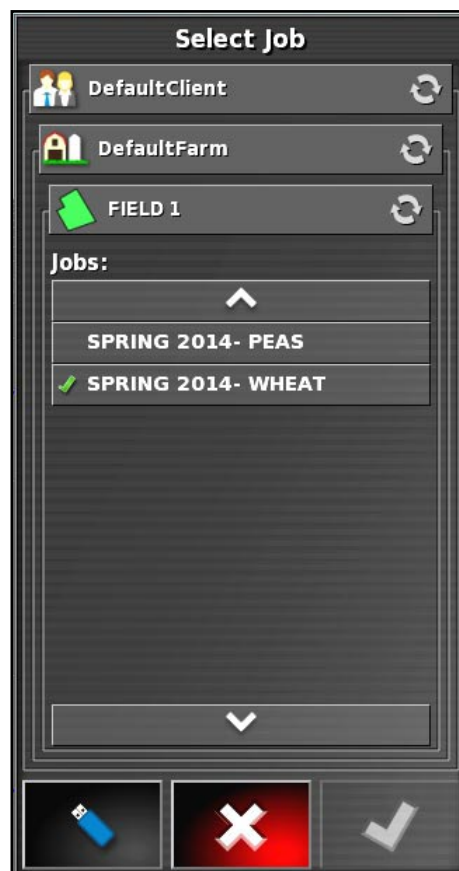 Select Job
DefaultClient
DefaultFarm
FIELD 1
Jobs:
SPRING 2014- PEAS
SPRING 2014- WHEAT